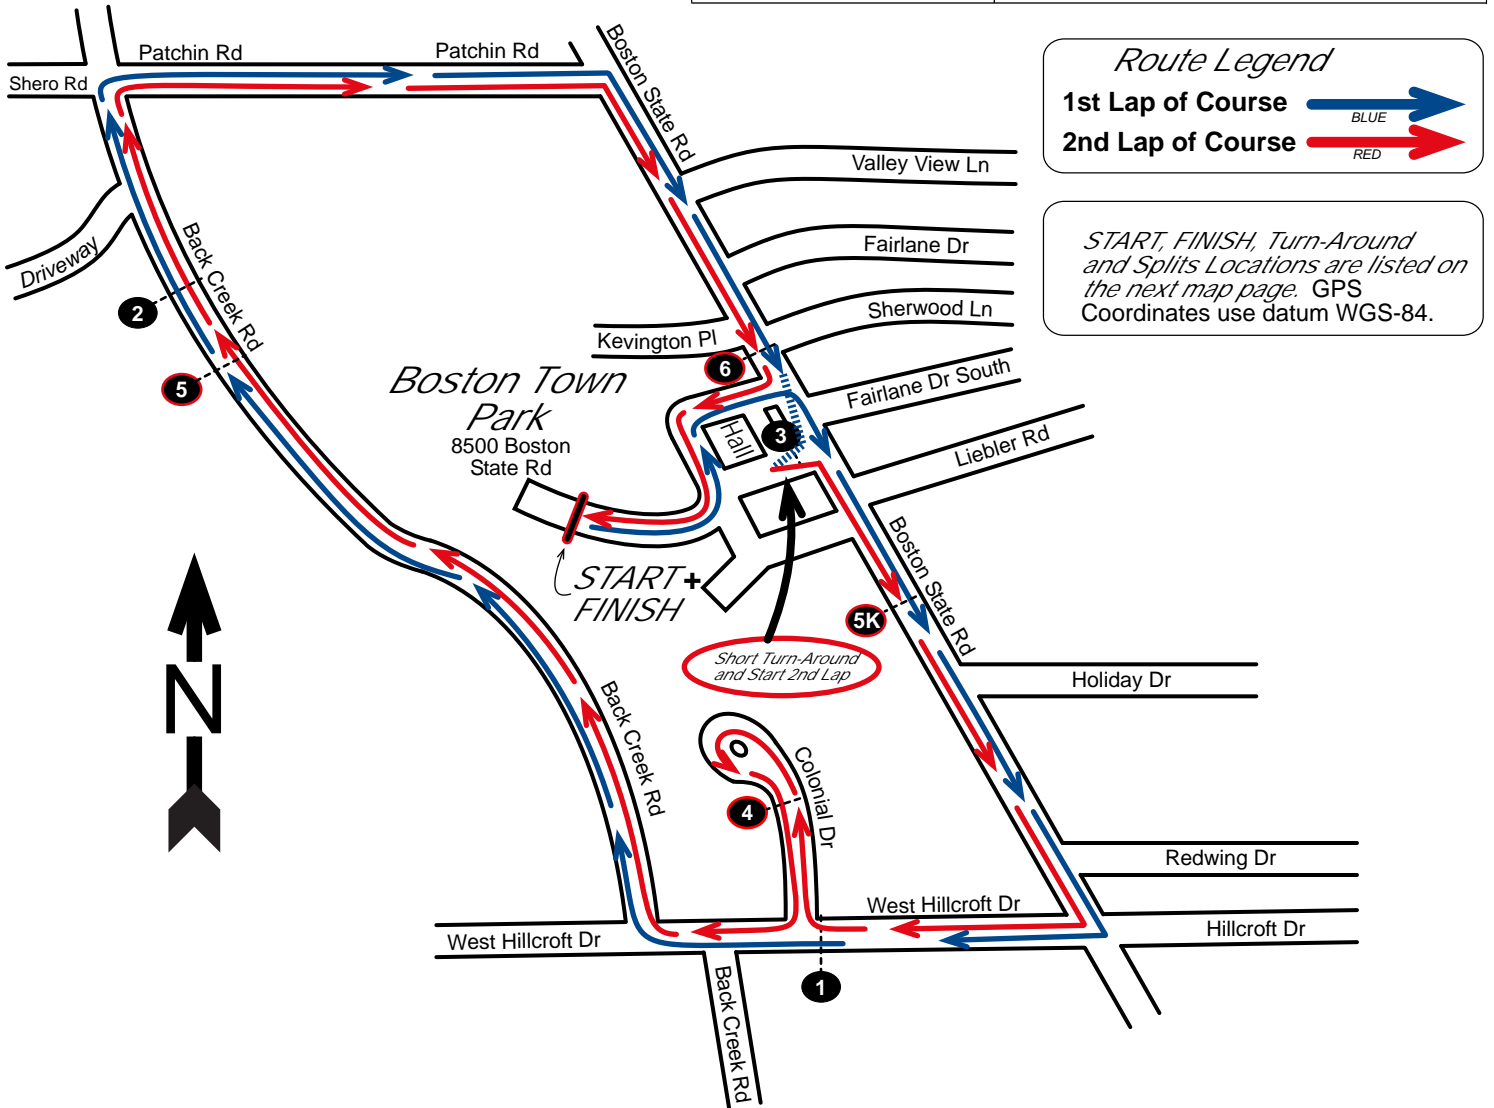 Patchin Rd
Patchin Rd
Shero Rd
Boston State Rd
Route Legend
1st Lap of Course
BLUE
2nd Lap of Course
RED
Valley View Ln
START, FINISH, Turn-Around
and Splits Locations are listed on
the next map page. GPS
Coordinates use datum WGS-84.
Driveway
Back Creek Rd
Fairlane Dr
Sherwood Ln
2
Kevington Pl
6
5
Boston Town
Park
8500 Boston
State Rd
Fairlane Dr South
Hall
3
Liebler Rd
START+
FINISH
Boston State Rd
5K
Short Turn-Around
and Start 2nd Lap
Holiday Dr
N
Back Creek Rd
Colonial Dr
4
Redwing Dr
West Hillcroft Dr
West Hillcroft Dr
Hillcroft Dr
1
Back Creek Rd